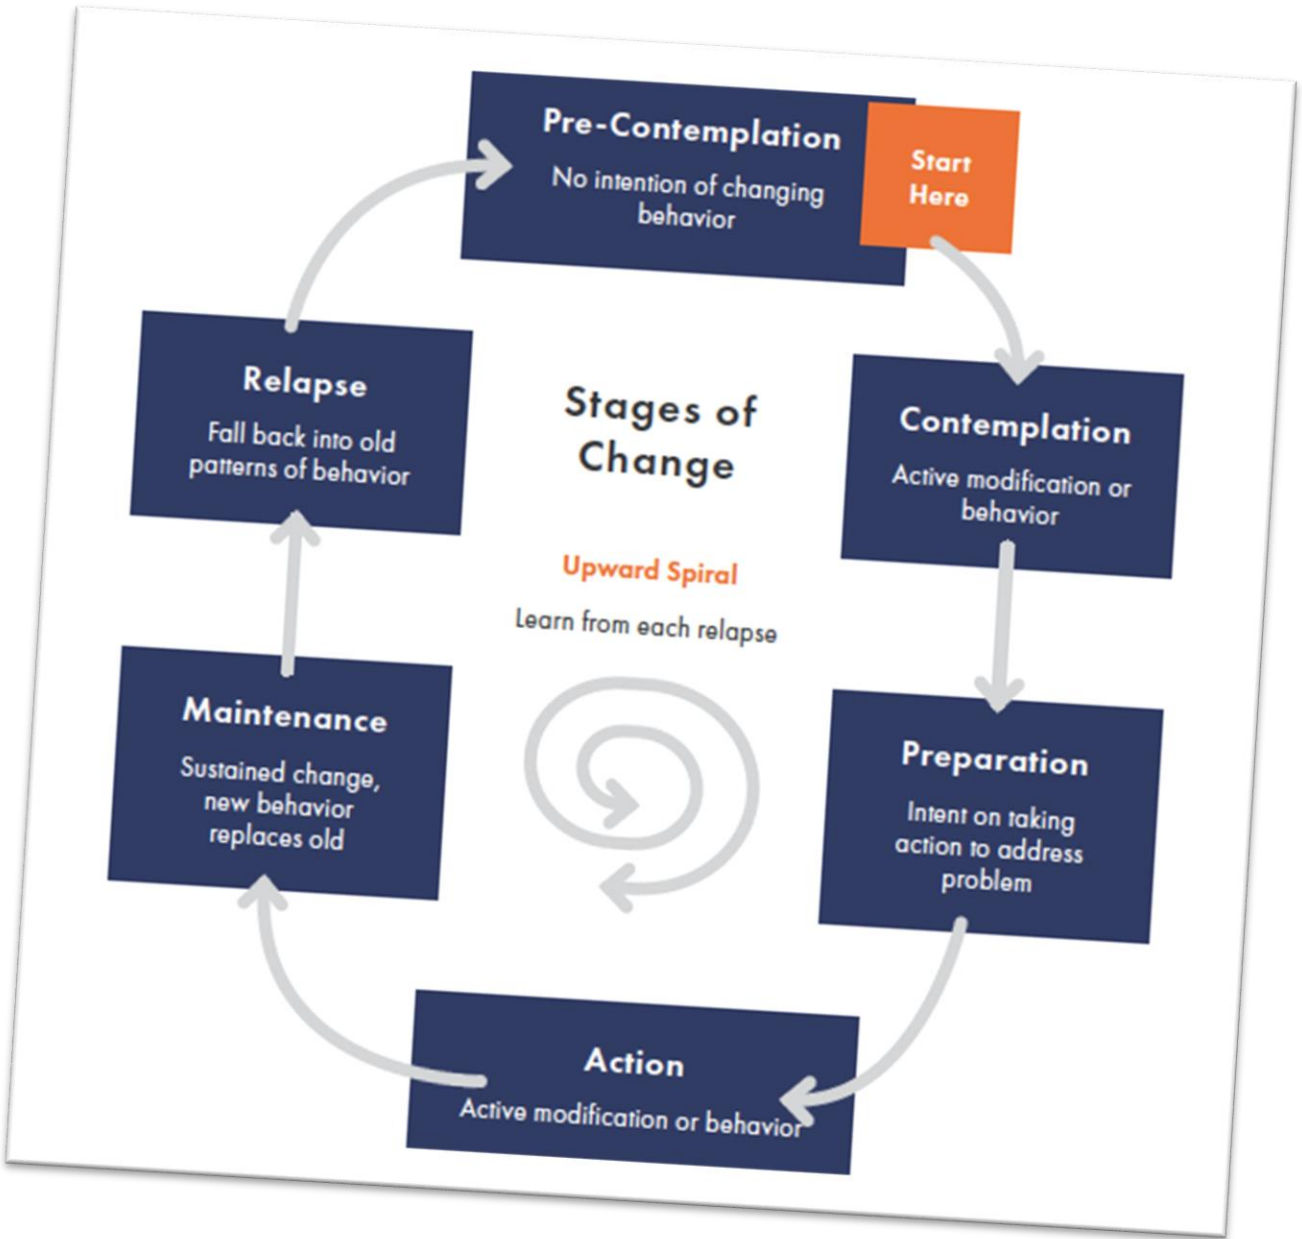 Pre-Contemplation
No intention of changing
behavior
Start
Here
Contemplation
Active modification or
behavior
Preparation
Intent on taking
action to address
problem
Action
Active modification or behavior
Maintenance
Sustained change,
new behavior
replaces old
Relapse
Fall back into old
patterns of behavior
Stages of
Change
Upward Spiral
Learn from each relapse